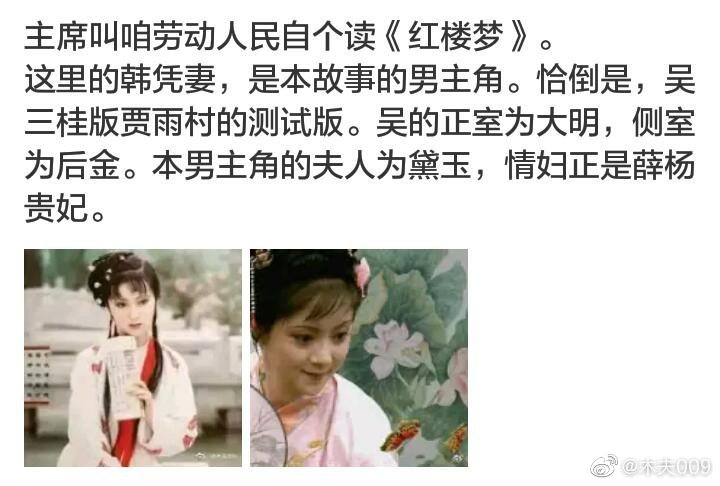 主席叫咱劳动人民自个读《红楼梦》。
这里的韩凭妻，是本故事的男主角。恰倒是，吴
三桂版贾雨村的测试版。吴的正室为大明，侧室
为后金。本男主角的夫人为黛玉，情妇正是薛杨
贵妃。
@未夫009